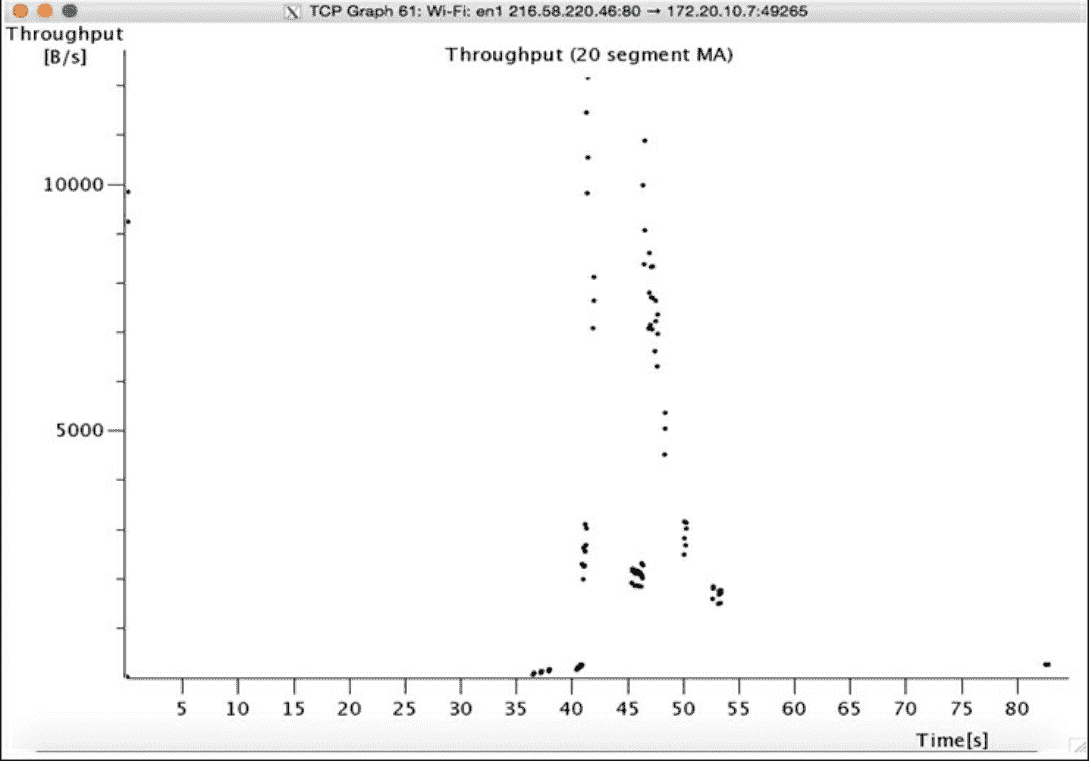 X TCP Graph 61: Wi-Fi: en1 216.58.220.46:80 → 172.20.10.7:49265
Throughput
[B/s]
Throughput (20 segment MA)
10000
5000
5 10 15 20 25 30 35 40 45 50 55 60 65 70 75 80
Time[s]